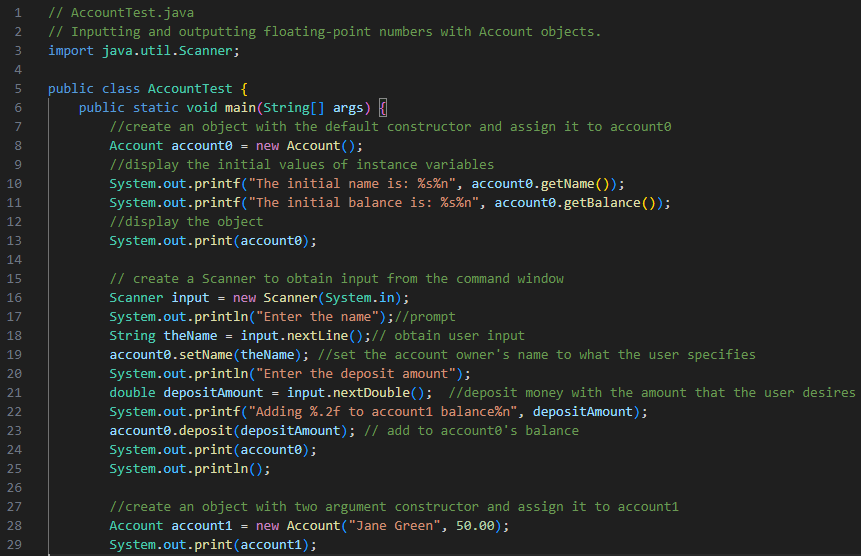 1 // AccountTest.java
2 // Inputting and outputting floating-point numbers with Account objects.
3 import java.util.Scanner;
4
5 public class AccountTest {
6 public static void main(String[] args) {
7 //create an object with the default constructor and assign it to account0
8 Account account0 = new Account();
9 //display the initial values of instance variables
10 System.out.printf("The initial name is: %s%n", account0.getName());
11 System.out.printf("The initial balance is: %s%n", account0.getBalance());
12 //display the object
13 System.out.print(account0);
14
15 // create a Scanner to obtain input from the command window
16 Scanner input = new Scanner(System.in);
17 System.out.println("Enter the name");//prompt
18 String theName = input.nextLine();// obtain user input
19 account0.setName(theName); //set the account owner's name to what the user specifies
20 System.out.println("Enter the deposit amount");
21 double depositAmount = input.nextDouble();  //deposit money with the amount that the user desires
22 System.out.printf("Adding %.2f to account1 balance%n", depositAmount);
23 account0.deposit(depositAmount); // add to account0's balance
24 System.out.print(account0);
25 System.out.println();
26
27 //create an object with two argument constructor and assign it to account1
28 Account account1 = new Account("Jane Green", 50.00);
29 System.out.print(account1);